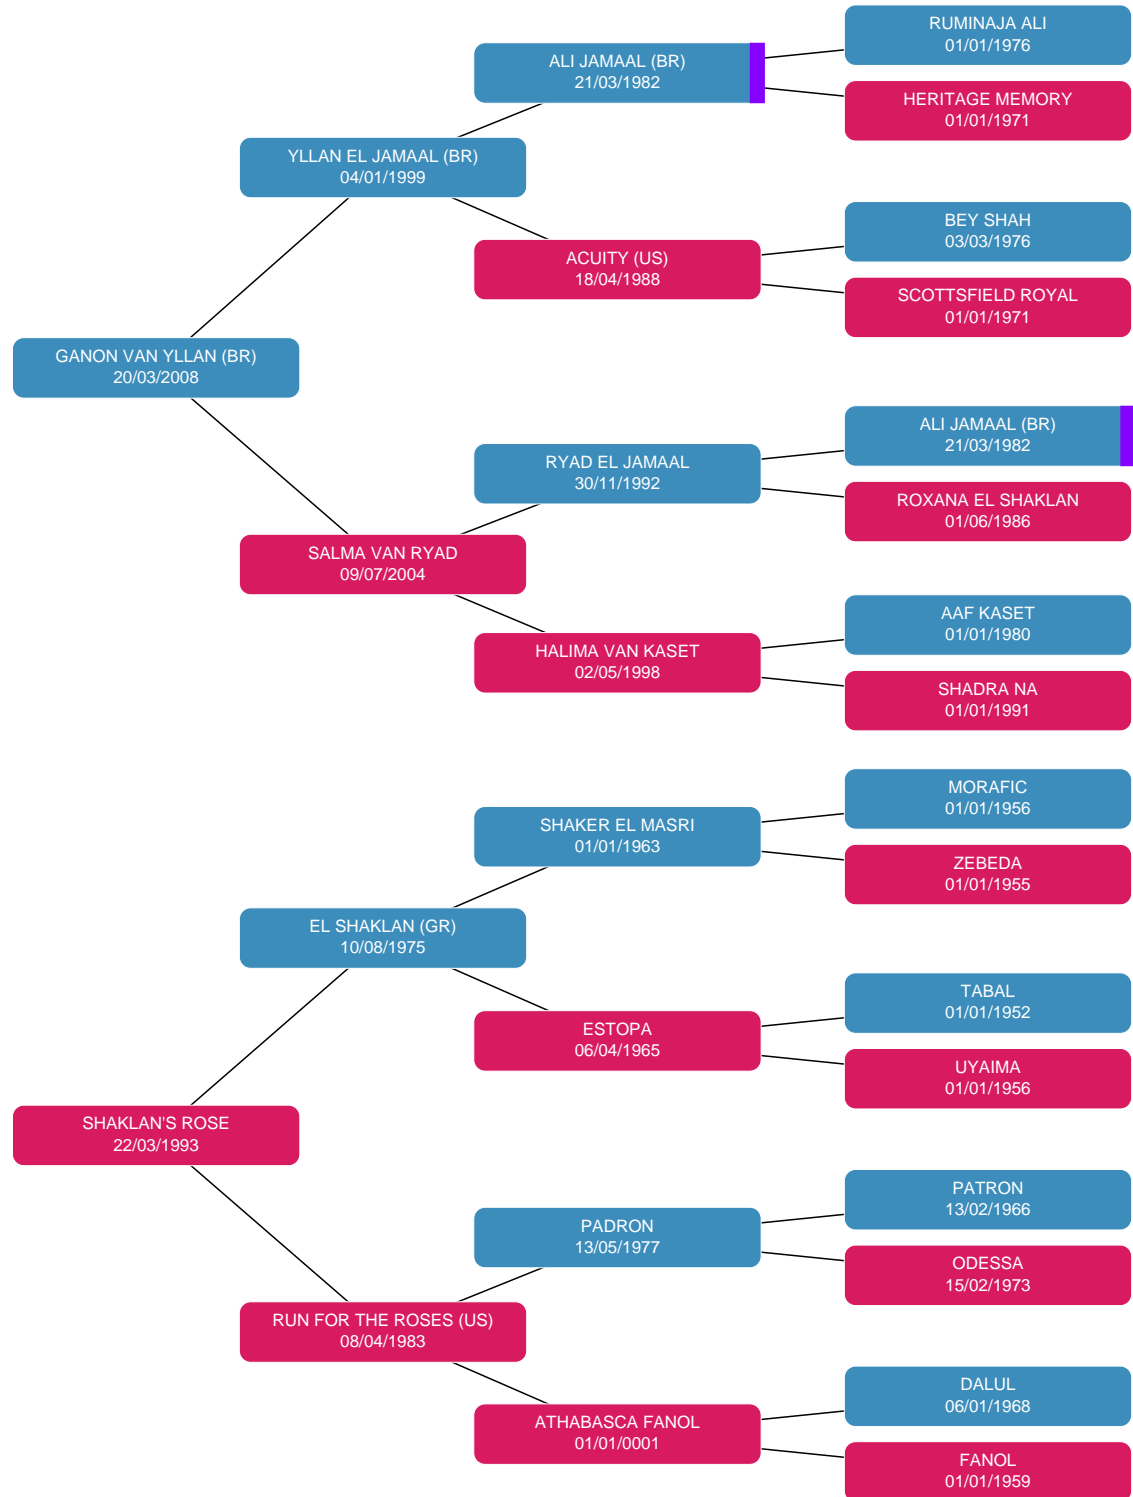 RUMINAJA ALI
01/01/1976
ALI JAMAAL (BR)
21/03/1982
HERITAGE MEMORY
01/01/1971
YLLAN EL JAMAAL (BR)
04/01/1999
BEY SHAH
03/03/1976
ACUITY (US)
18/04/1988
SCOTTSFIELD ROYAL
01/01/1971
GANON VAN YLLAN (BR)
20/03/2008
ALI JAMAAL (BR)
21/03/1982
RYAD EL JAMAAL
30/11/1992
ROXANA EL SHAKLAN
01/06/1986
SALMA VAN RYAD
09/07/2004
AAF KASET
01/01/1980
HALIMA VAN KASET
02/05/1998
SHADRA NA
01/01/1991
MORAFIC
01/01/1956
SHAKER EL MASRI
01/01/1963
ZEBEDA
01/01/1955
EL SHAKLAN (GR)
10/08/1975
TABAL
01/01/1952
ESTOPA
06/04/1965
UYAIMA
01/01/1956
SHAKLAN'S ROSE
22/03/1993
PATRON
13/02/1966
PADRON
13/05/1977
ODESSA
15/02/1973
RUN FOR THE ROSES (US)
08/04/1983
DALUL
06/01/1968
ATHABASCA FANOL
01/01/0001
FANOL
01/01/1959